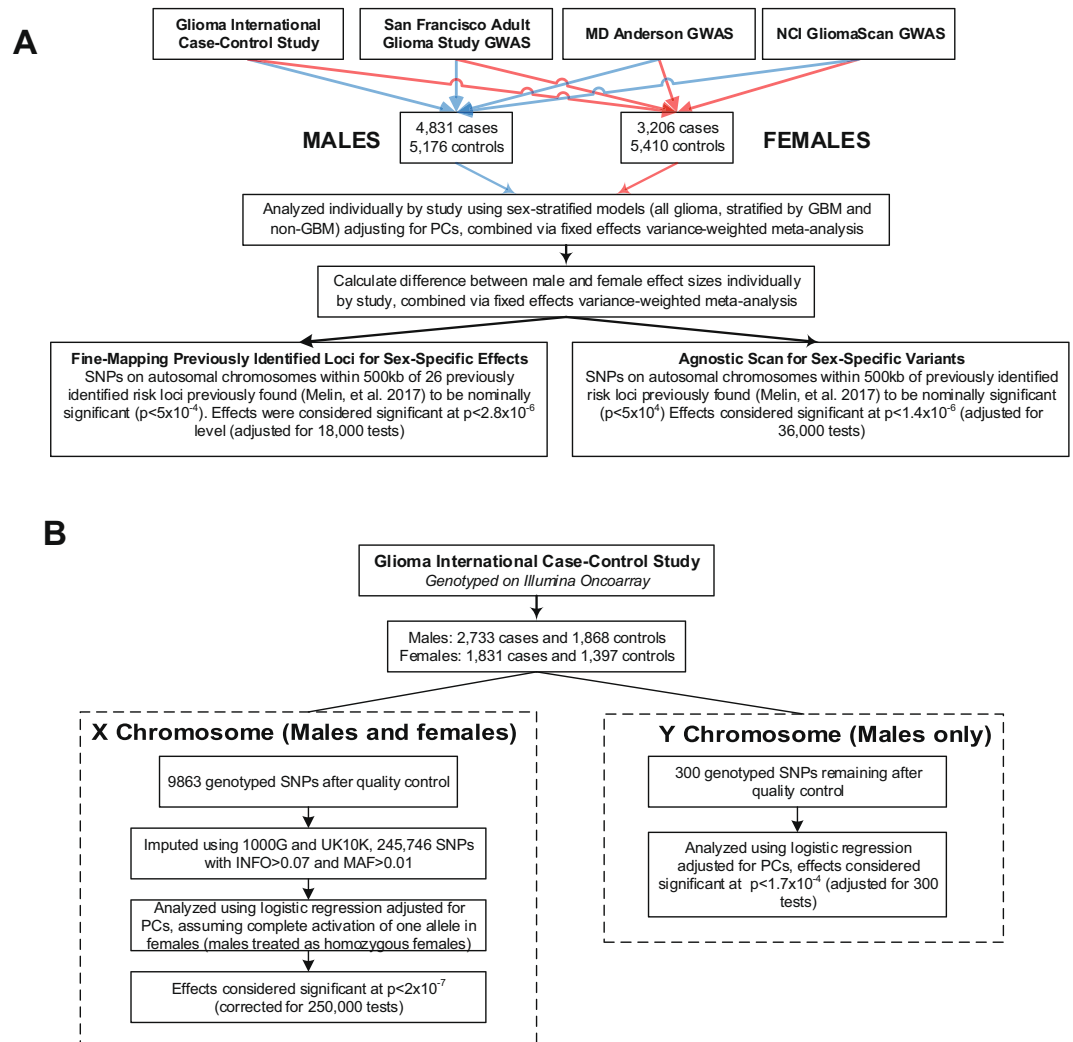 A
Glioma International
Case-Control Study
San Francisco Adult
Glioma Study GWAS
MD Anderson GWAS
NCI GliomaScan GWAS
MALES
4,831 cases
5,176 controls
3,206 cases
5,410 controls
FEMALES
Analyzed individually by study using sex-stratified models (all glioma, stratified by GBM and
non-GBM) adjusting for PCs, combined via fixed effects variance-weighted meta-analysis
Calculate difference between male and female effect sizes individually
by study, combined via fixed effects variance-weighted meta-analysis
Fine-Mapping Previously Identified Loci for Sex-Specific Effects
SNPs on autosomal chromosomes within 500kb of 26 previously
identified risk loci previously found (Melin, et al. 2017) to be nominally
significant (p<5x10⁻⁴). Effects were considered significant at p<2.8x10⁻⁶
level (adjusted for 18,000 tests)
Agnostic Scan for Sex-Specific Variants
SNPs on autosomal chromosomes within 500kb of previously identified
risk loci previously found (Melin, et al. 2017) to be nominally significant
(p<5x10⁴) Effects considered significant at p<1.4x10⁻⁶ (adjusted for
36,000 tests)
B
Glioma International Case-Control Study
Genotyped on Illumina Oncoarray
Males: 2,733 cases and 1,868 controls
Females: 1,831 cases and 1,397 controls
X Chromosome (Males and females)
9863 genotyped SNPs after quality control
Imputed using 1000G and UK10K, 245,746 SNPs
with INFO>0.07 and MAF>0.01
Analyzed using logistic regression adjusted for
PCs, assuming complete activation of one allele in
females (males treated as homozygous females)
Effects considered significant at p<2x10⁻⁷
(corrected for 250,000 tests)
Y Chromosome (Males only)
300 genotyped SNPs remaining after
quality control
Analyzed using logistic regression
adjusted for PCs, effects considered
significant at p<1.7x10⁻⁴ (adjusted for 300
tests)